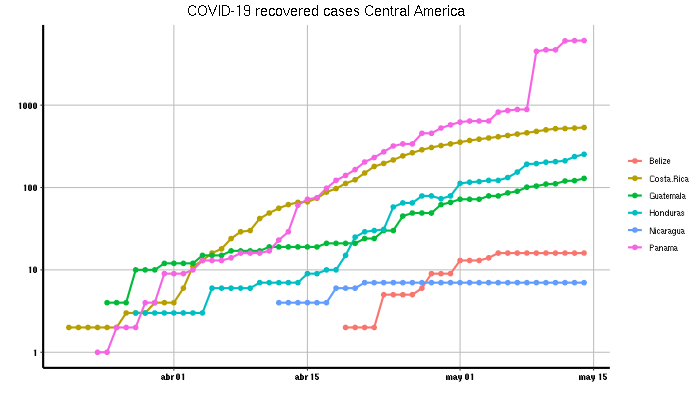 COVID-19 recovered cases Central America
1000
100
10
1
abr 01
abr 15
may 01
may 15
Belize
Costa.Rica
Guatemala
Honduras
Nicaragua
Panama